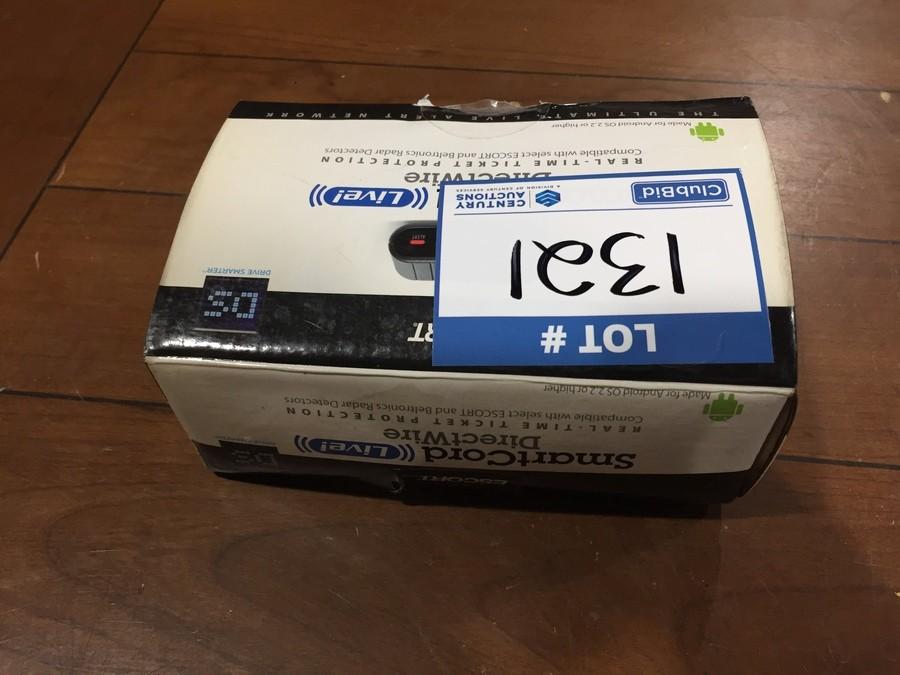 LOT #
1321
ClubBid
CENTURY
AUCTIONS
A DIVISION OF CENTURY SERVICES
DRIVE SMARTER™
ALERT
Live!
DirectWire
REAL-TIME TICKET PROTECTION
Compatible with select ESCORT and Beltronics Radar Detectors
Made for Android OS 2.2 or higher
THE ULTIMATE LIVE ALERT NETWORK
ESCORT
SmartCord Live!
DirectWire
REAL-TIME TICKET PROTECTION
Compatible with select ESCORT and Beltronics Radar Detectors
Made for Android OS 2.2 or higher